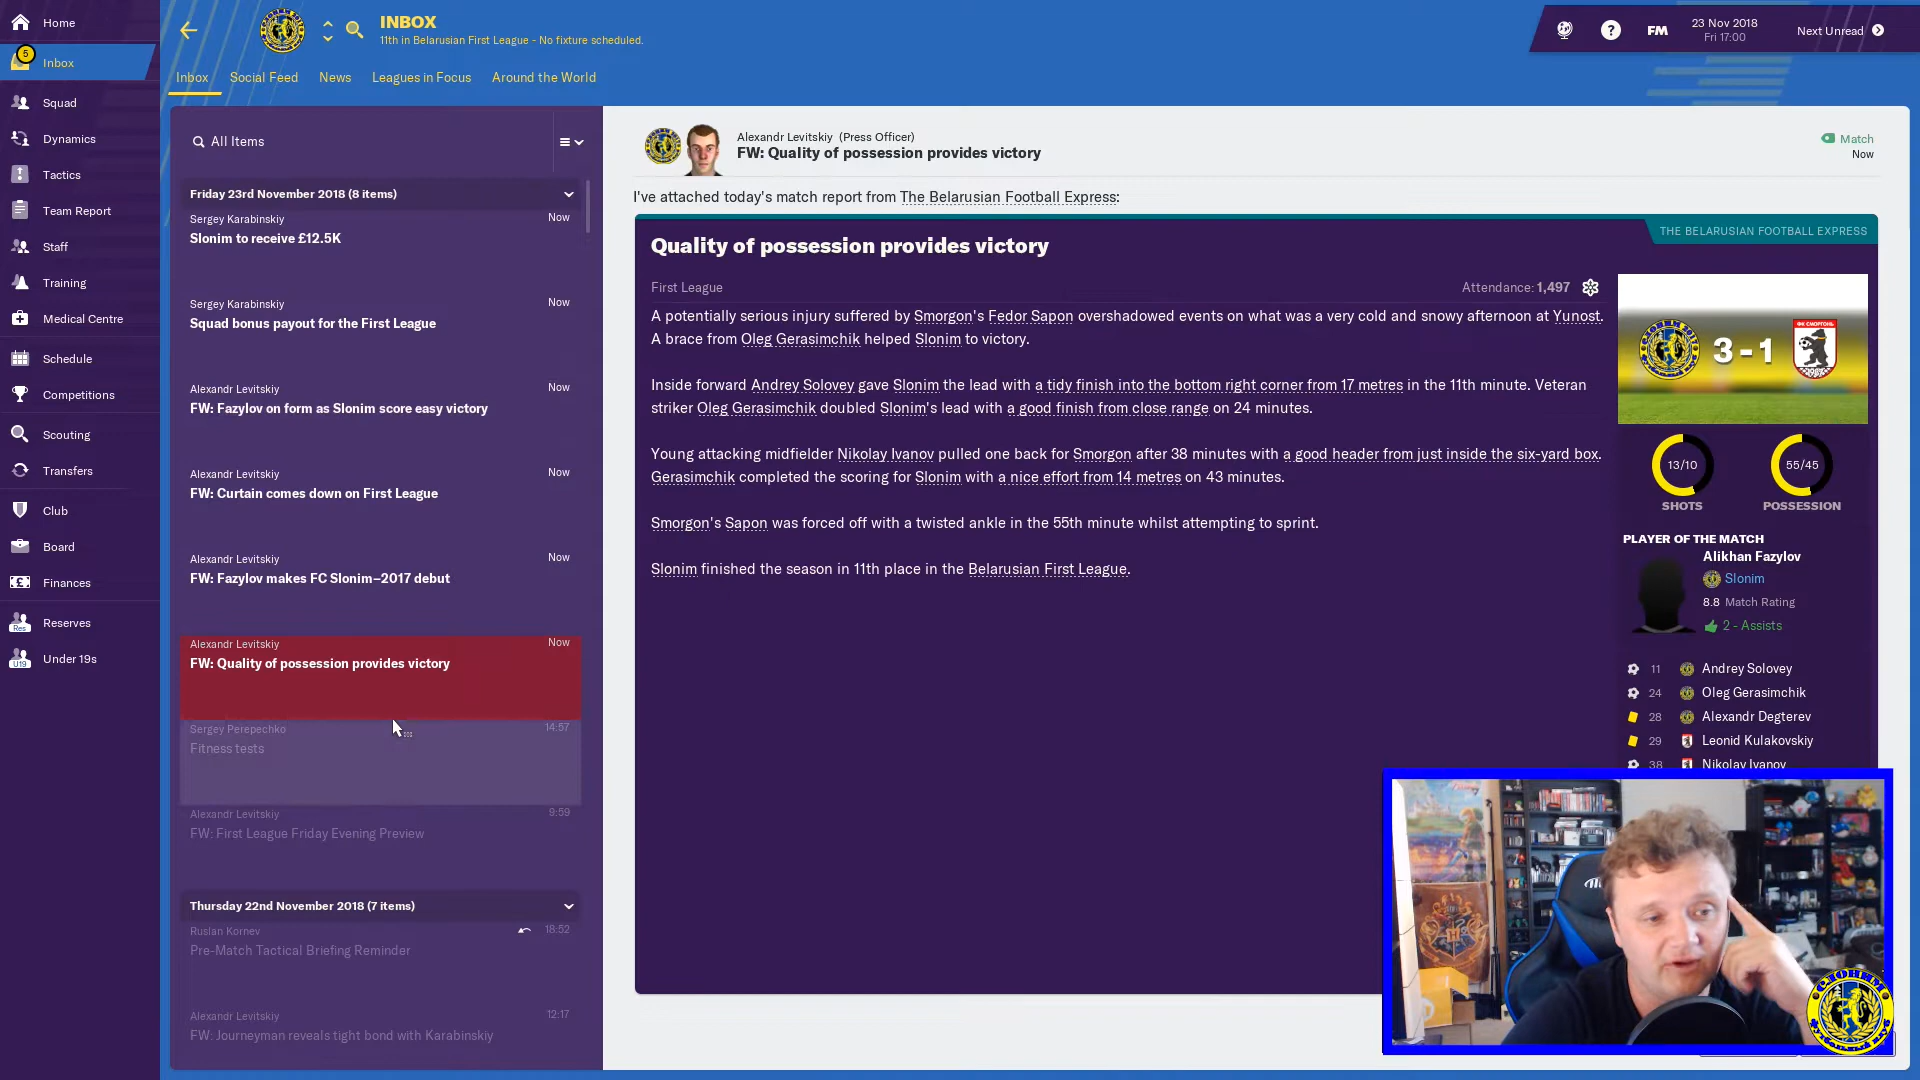 Home
5
Inbox
Squad
Dynamics
Tactics
Team Report
Staff
Training
Medical Centre
Schedule
Competitions
Scouting
Transfers
Club
Board
Finances
Res
Reserves
U19
Under 19s
INBOX
11th in Belarusian First League - No fixture scheduled.
?
FM
23 Nov 2018
Fri 17:00
Next Unread
Inbox
Social Feed
News
Leagues in Focus
Around the World
All Items
Friday 23rd November 2018 (8 items)
Sergey Karabinskiy
Now
Slonim to receive £12.5K
Sergey Karabinskiy
Now
Squad bonus payout for the First League
Alexandr Levitskiy
Now
FW: Fazylov on form as Slonim score easy victory
Alexandr Levitskiy
Now
FW: Curtain comes down on First League
Alexandr Levitskiy
Now
FW: Fazylov makes FC Slonim–2017 debut
Alexandr Levitskiy
Now
FW: Quality of possession provides victory
Sergey Perepechko
14:57
Fitness tests
Alexandr Levitskiy
9:59
FW: First League Friday Evening Preview
Thursday 22nd November 2018 (7 items)
Ruslan Kornev
18:52
Pre-Match Tactical Briefing Reminder
Alexandr Levitskiy
12:17
FW: Journeyman reveals tight bond with Karabinskiy
Alexandr Levitskiy (Press Officer)
FW: Quality of possession provides victory
Match
Now
I've attached today's match report from The Belarusian Football Express:
THE BELARUSIAN FOOTBALL EXPRESS
Quality of possession provides victory
First League
Attendance: 1,497
A potentially serious injury suffered by Smorgon's Fedor Sapon overshadowed events on what was a very cold and snowy afternoon at Yunost.
A brace from Oleg Gerasimchik helped Slonim to victory.
Inside forward Andrey Solovey gave Slonim the lead with a tidy finish into the bottom right corner from 17 metres in the 11th minute. Veteran
striker Oleg Gerasimchik doubled Slonim's lead with a good finish from close range on 24 minutes.
Young attacking midfielder Nikolay Ivanov pulled one back for Smorgon after 38 minutes with a good header from just inside the six-yard box.
Gerasimchik completed the scoring for Slonim with a nice effort from 14 metres on 43 minutes.
Smorgon's Sapon was forced off with a twisted ankle in the 55th minute whilst attempting to sprint.
Slonim finished the season in 11th place in the Belarusian First League.
3 - 1
13/10
SHOTS
55/45
POSSESSION
PLAYER OF THE MATCH
Alikhan Fazylov
Slonim
8.8 Match Rating
2 - Assists
11 Andrey Solovey
24 Oleg Gerasimchik
28 Alexandr Degterev
29 Leonid Kulakovskiy
38 Nikolay Ivanov